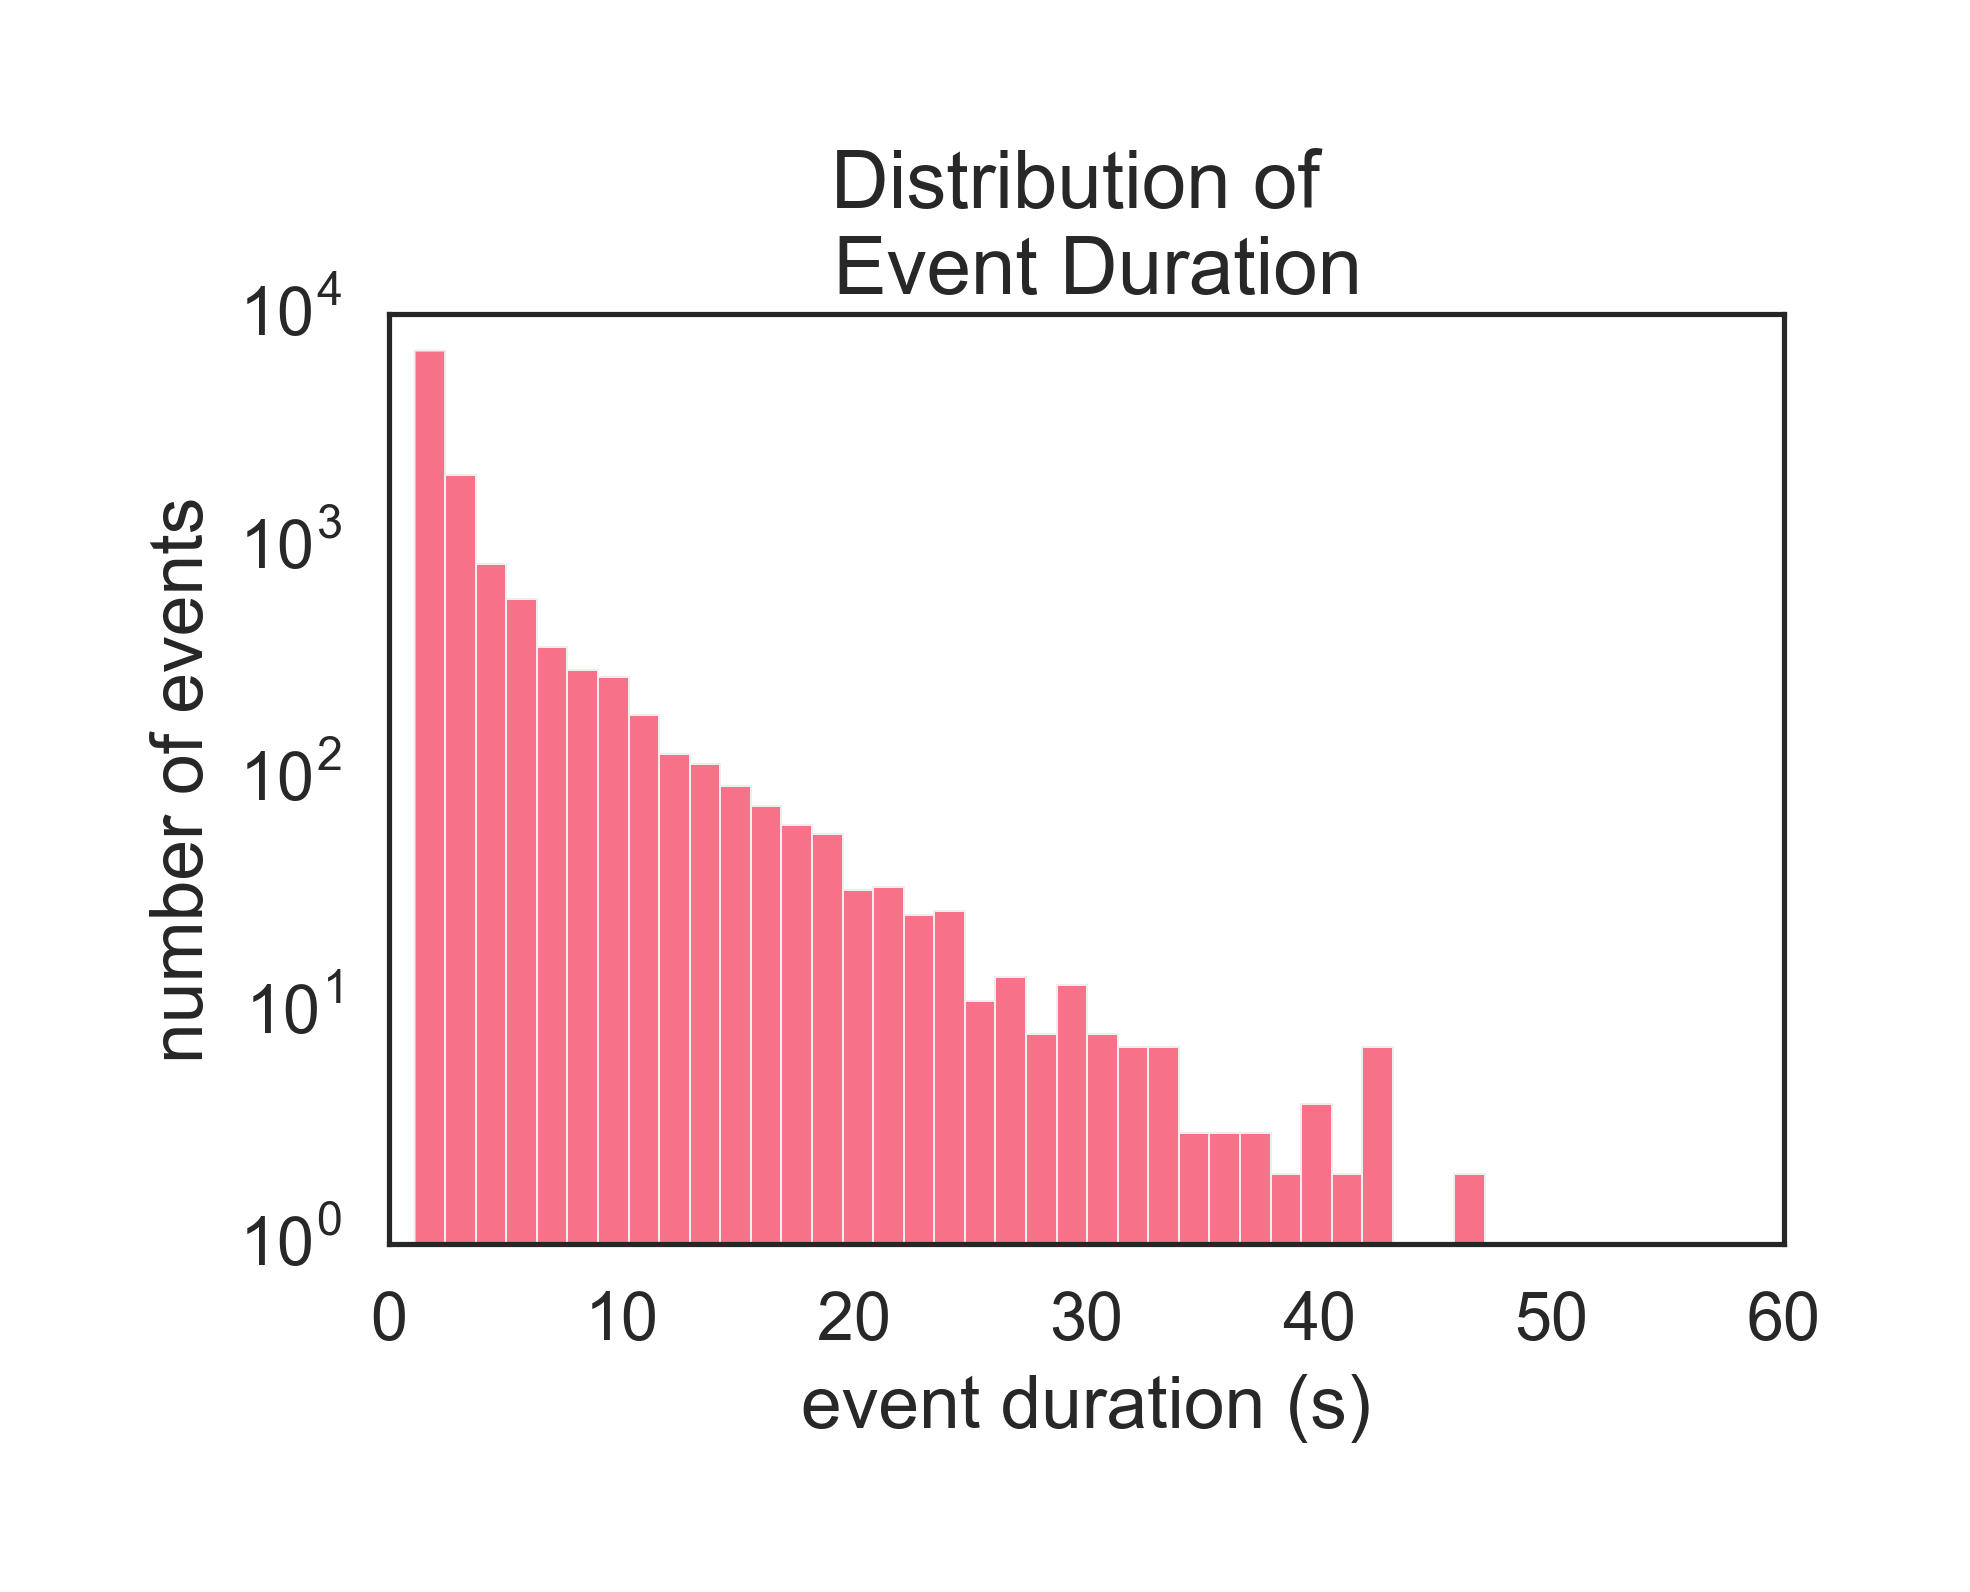 Distribution of
Event Duration
10⁴
10³
10²
10¹
10⁰
number of events
0 10 20 30 40 50 60
event duration (s)